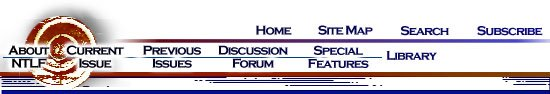 HOME SITE MAP SEARCH SUBSCRIBE
ABOUT NTLF CURRENT ISSUE PREVIOUS ISSUES DISCUSSION FORUM SPECIAL FEATURES LIBRARY